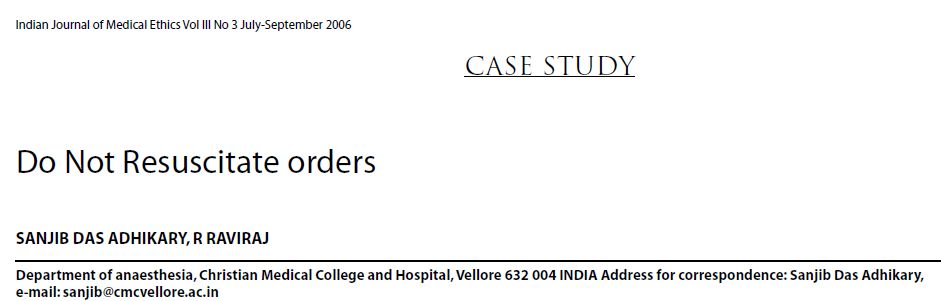 Indian Journal of Medical Ethics Vol III No 3 July-September 2006
CASE STUDY
Do Not Resuscitate orders
SANJIB DAS ADHIKARY, R RAVIRAJ
Department of anaesthesia, Christian Medical College and Hospital, Vellore 632 004 INDIA Address for correspondence: Sanjib Das Adhikary,
e-mail: sanjib@cmcvellore.ac.in